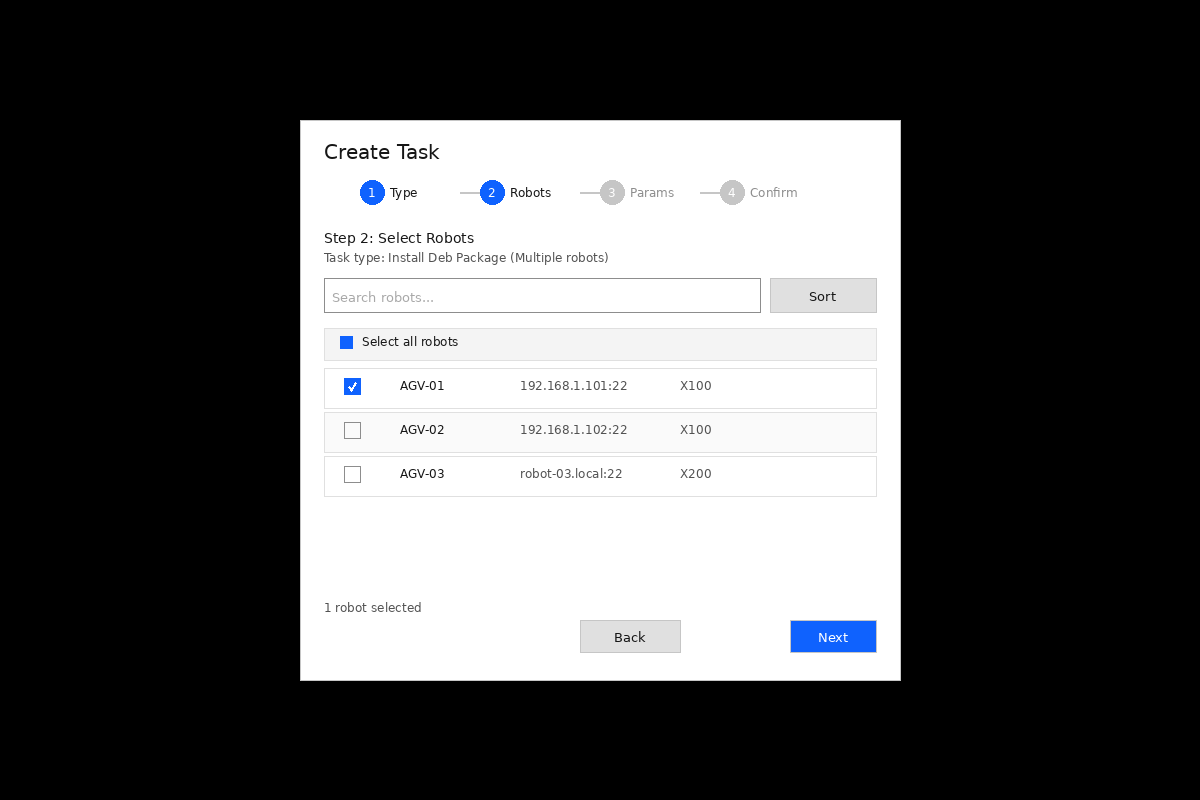 Create Task
1 Type 2 Robots 3 Params 4 Confirm
Step 2: Select Robots
Task type: Install Deb Package (Multiple robots)
Search robots... Sort
Select all robots
AGV-01 192.168.1.101:22 X100
AGV-02 192.168.1.102:22 X100
AGV-03 robot-03.local:22 X200
1 robot selected
Back Next